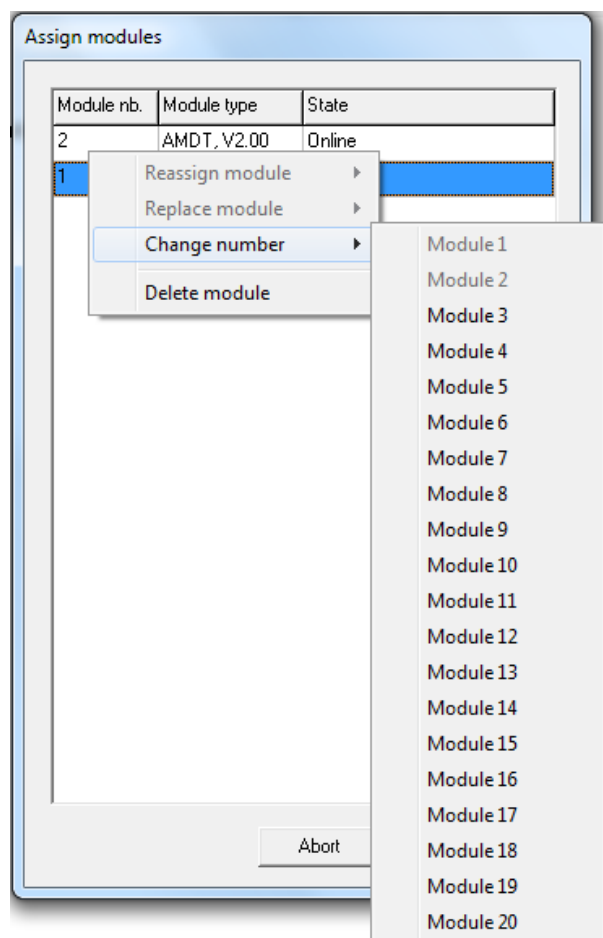 Assign modules
Module nb. Module type State
2 AMDT, V2.00 Online
1
Reassign module
Replace module
Change number
Delete module
Module 1
Module 2
Module 3
Module 4
Module 5
Module 6
Module 7
Module 8
Module 9
Module 10
Module 11
Module 12
Module 13
Module 14
Module 15
Module 16
Module 17
Module 18
Module 19
Module 20
Abort